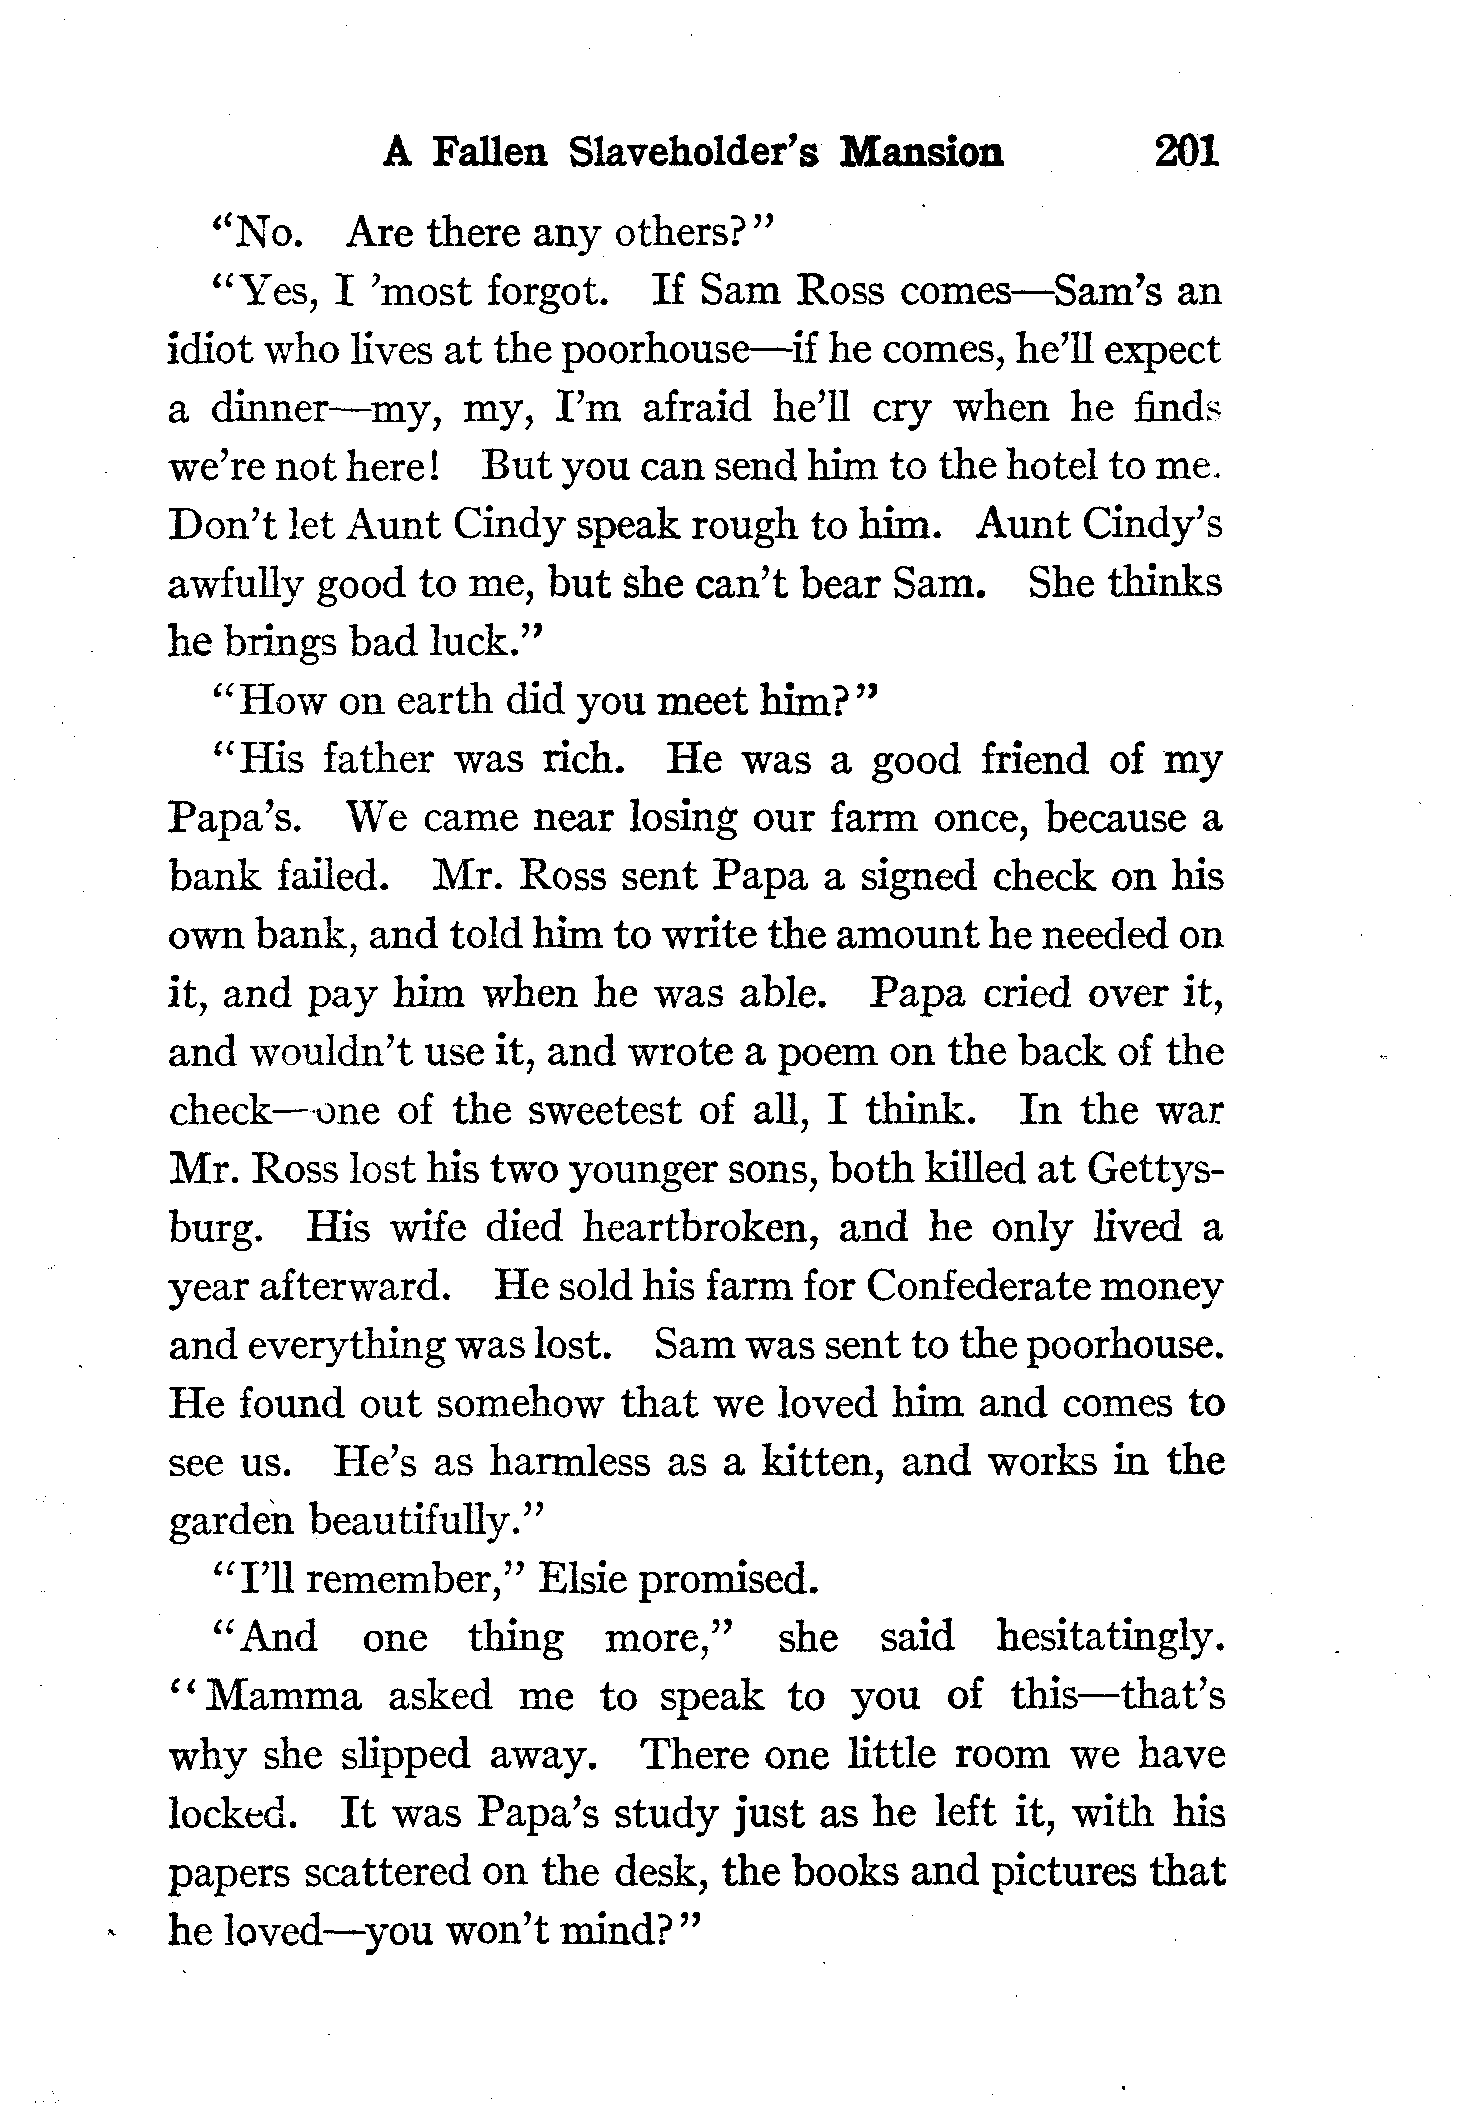 A Fallen Slaveholder's Mansion 201
"No. Are there any others?"
"Yes, I 'most forgot. If Sam Ross comes—Sam's an
idiot who lives at the poorhouse—if he comes, he'll expect
a dinner—my, my, I'm afraid he'll cry when he finds
we're not here! But you can send him to the hotel to me.
Don't let Aunt Cindy speak rough to him. Aunt Cindy's
awfully good to me, but she can't bear Sam. She thinks
he brings bad luck."
"How on earth did you meet him?"
"His father was rich. He was a good friend of my
Papa's. We came near losing our farm once, because a
bank failed. Mr. Ross sent Papa a signed check on his
own bank, and told him to write the amount he needed on
it, and pay him when he was able. Papa cried over it,
and wouldn't use it, and wrote a poem on the back of the
check—one of the sweetest of all, I think. In the war
Mr. Ross lost his two younger sons, both killed at Gettys-
burg. His wife died heartbroken, and he only lived a
year afterward. He sold his farm for Confederate money
and everything was lost. Sam was sent to the poorhouse.
He found out somehow that we loved him and comes to
see us. He's as harmless as a kitten, and works in the
garden beautifully."
"I'll remember," Elsie promised.
"And one thing more," she said hesitatingly.
"Mamma asked me to speak to you of this—that's
why she slipped away. There one little room we have
locked. It was Papa's study just as he left it, with his
papers scattered on the desk, the books and pictures that
he loved—you won't mind?"